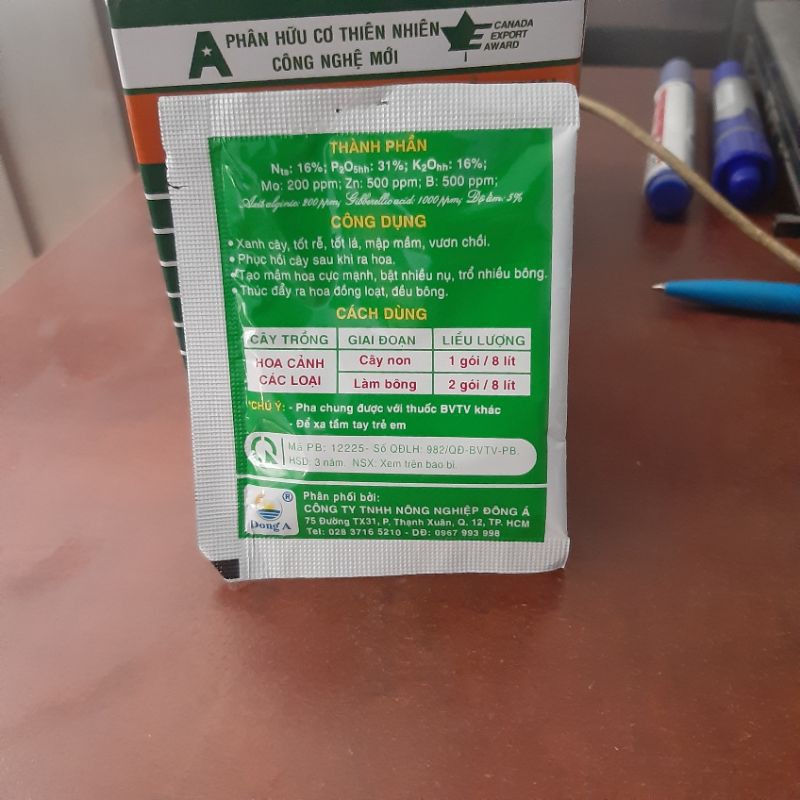 PHÂN HỮU CƠ THIÊN NHIÊN
CÔNG NGHỆ MỚI
CANADA
EXPORT
AWARD
THÀNH PHẦN
Nts: 16%; P2O5hh: 31%; K2Ohh: 16%;
Mo: 200 ppm; Zn: 500 ppm; B: 500 ppm;
Axit alginic: 200 ppm; Gibberellic acid: 1000 ppm; Độ ẩm: 5%
CÔNG DỤNG
• Xanh cây, tốt rễ, tốt lá, mập mầm, vươn chồi.
• Phục hồi cây sau khi ra hoa.
• Tạo mầm hoa cực mạnh, bật nhiều nụ, trổ nhiều bông.
• Thúc đẩy ra hoa đồng loạt, đều bông.
CÁCH DÙNG
CÂY TRỒNG GIAI ĐOẠN LIỀU LƯỢNG
HOA CẢNH CÁC LOẠI Cây non 1 gói / 8 lít
Làm bông 2 gói / 8 lít
*CHÚ Ý: - Pha chung được với thuốc BVTV khác
- Để xa tầm tay trẻ em
Mã PB: 12225- Số QĐLH: 982/QĐ-BVTV-PB.
HSD: 3 năm. NSX: Xem trên bao bì.
Đông A ®
Phân phối bởi:
CÔNG TY TNHH NÔNG NGHIỆP ĐÔNG Á
75 Đường TX31, P. Thạnh Xuân, Q. 12, TP. HCM
Tel: 028 3716 5210 - DĐ: 0967 993 998